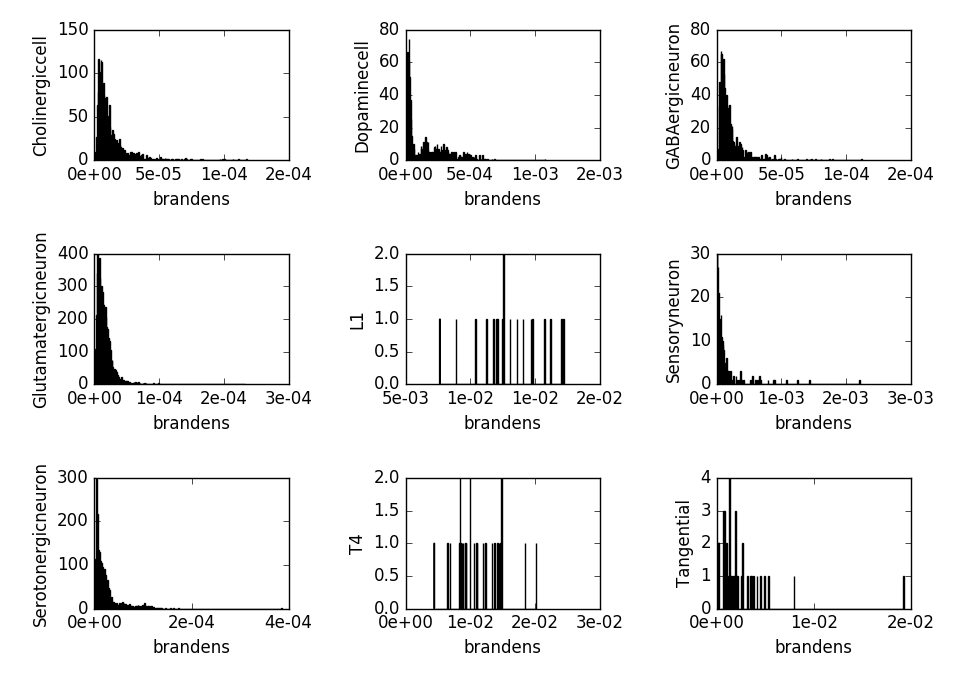 150
100
50
0
Cholinergiccell
0e+00 5e-05 1e-04 2e-04
brandens
80
60
40
20
0
Dopaminecell
0e+00 5e-04 1e-03 2e-03
brandens
80
60
40
20
0
GABAergicneuron
0e+00 5e-05 1e-04 2e-04
brandens
400
300
200
100
0
Glutamatergicneuron
0e+00 1e-04 2e-04 3e-04
brandens
2.0
1.5
1.0
0.5
0.0
L1
5e-03 1e-02 1e-02 2e-02
brandens
30
20
10
0
Sensoryneuron
0e+00 1e-03 2e-03 3e-03
brandens
300
200
100
0
Serotonergicneuron
0e+00 2e-04 4e-04
brandens
2.0
1.5
1.0
0.5
0.0
T4
0e+00 1e-02 2e-02 3e-02
brandens
4
3
2
1
0
Tangential
0e+00 1e-02 2e-02
brandens